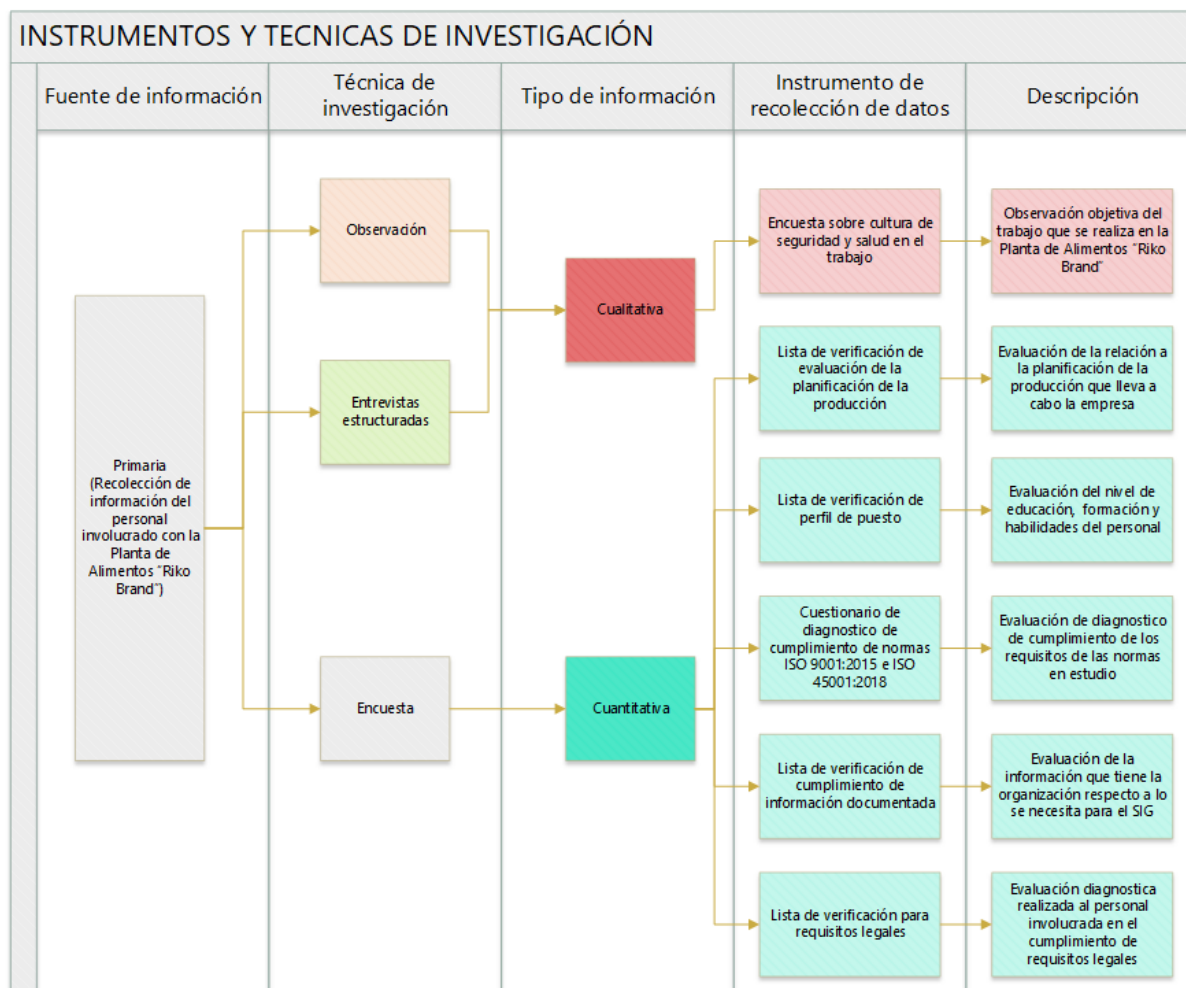 INSTRUMENTOS Y TECNICAS DE INVESTIGACIÓN
Fuente de información
Técnica de
investigación
Tipo de información
Instrumento de
recolección de datos
Descripción
Primaria
(Recolección de
información del
personal
involucrado con la
Planta de
Alimentos "Riko
Brand")
Observación
Entrevistas
estructuradas
Encuesta
Cualitativa
Cuantitativa
Encuesta sobre cultura de
seguridad y salud en el
trabajo
Observación objetiva del
trabajo que se realiza en la
Planta de Alimentos "Riko
Brand"
Lista de verificación de
evaluación de la
planificación de la
producción
Evaluación de la relación a
la planificación de la
producción que lleva a
cabo la empresa
Lista de verificación de
perfil de puesto
Evaluación del nivel de
educación, formación y
habilidades del personal
Cuestionario de
diagnostico de
cumplimiento de normas
ISO 9001:2015 e ISO
45001:2018
Evaluación de diagnostico
de cumplimiento de los
requisitos de las normas
en estudio
Lista de verificación de
cumplimiento de
información documentada
Evaluación de la
información que tiene la
organización respecto a lo
se necesita para el SIG
Lista de verificación para
requisitos legales
Evaluación diagnostica
realizada al personal
involucrada en el
cumplimiento de
requisitos legales